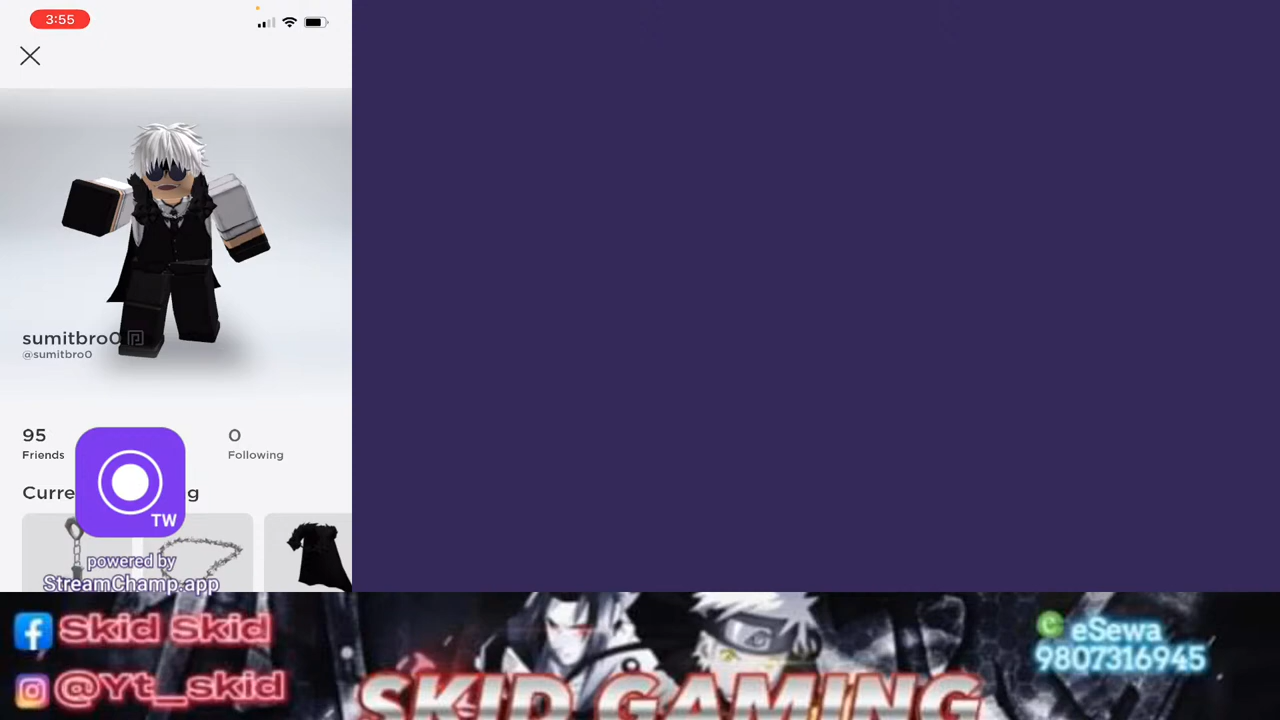 3:55
sumitbro0
@sumitbro0
95
Friends
0
Following
Curre
g
TW
powered by
StreamChamp.app
Skid Skid
@Yt_skid
SKID GAMING
eSewa
9807316945